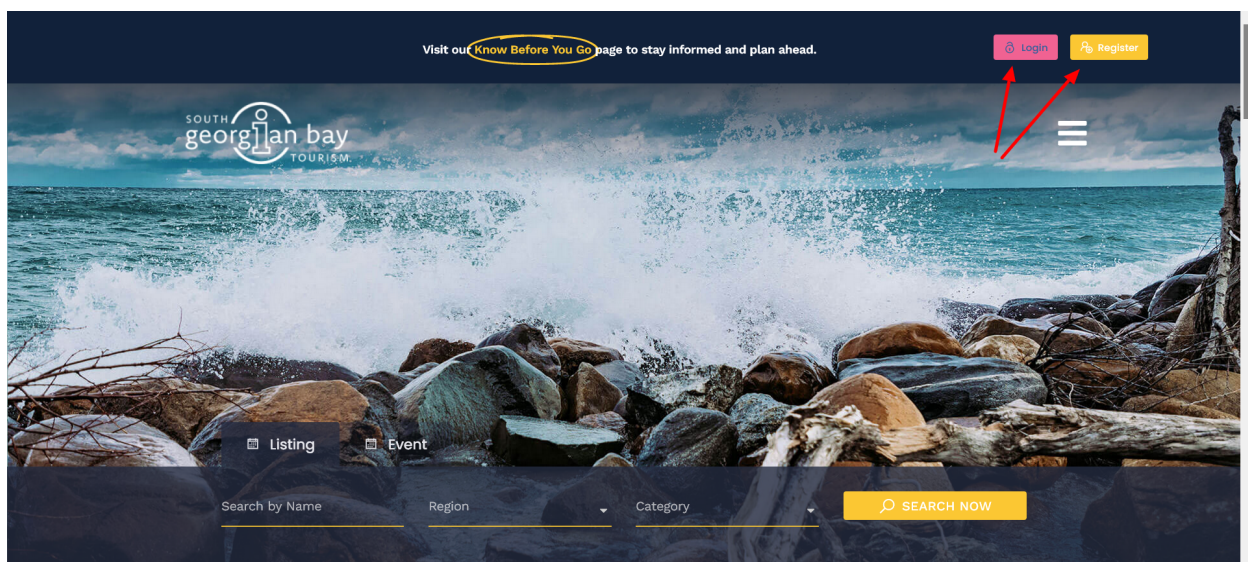 Visit our Know Before You Go page to stay informed and plan ahead.
Login
Register
SOUTH
georgian bay
TOURISM
Listing
Event
Search by Name
Region
Category
SEARCH NOW